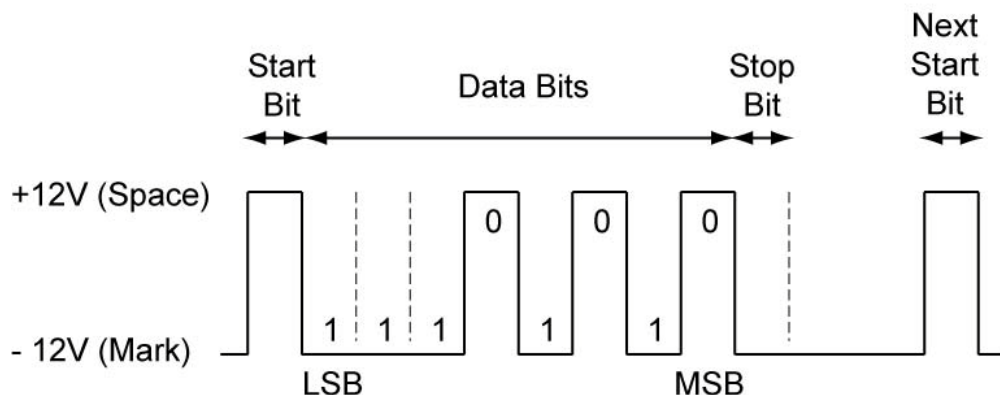 Start
Bit
Data Bits
Stop
Bit
Next
Start
Bit
+12V (Space)
0 0 0
1 1 1 1 1
- 12V (Mark)
LSB MSB